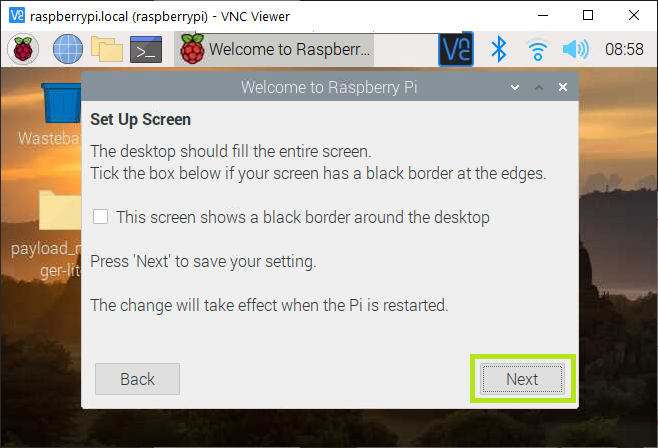 raspberrypi.local (raspberrypi) - VNC Viewer
Welcome to Raspberr...
08:58
Welcome to Raspberry Pi
Set Up Screen
The desktop should fill the entire screen.
Tick the box below if your screen has a black border at the edges.
This screen shows a black border around the desktop
Press 'Next' to save your setting.
The change will take effect when the Pi is restarted.
Back
Next
Wasteba
payload_m
ger-lite